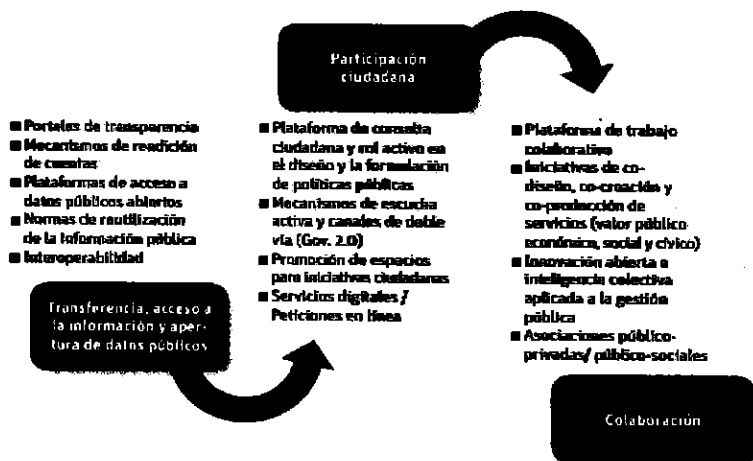 Participación
ciudadana
■ Portales de transparencia
■ Mecanismos de rendición
de cuentas
■ Plataformas de acceso a
datos públicos abiertos
■ Normas de reutilización
de la información pública
■ Interoperabilidad
Transferencia, acceso a
la información y aper-
tura de datos públicos
■ Plataforma de consulta
ciudadana y rol activo en
el diseño y la formulación
de políticas públicas
■ Mecanismos de escucha
activa y canales de doble
vía (Gov. 2.0)
■ Promoción de espacios
para iniciativas ciudadanas
■ Servicios digitales /
Peticiones en línea
■ Plataforma de trabajo
colaborativo
■ Iniciativas de co-
diseño, co-creación y
co-producción de
servicios (valor público
económico, social y cívico)
■ Innovación abierta e
inteligencia colectiva
aplicada a la gestión
pública
■ Asociaciones público-
privadas/ público-sociales
Colaboración